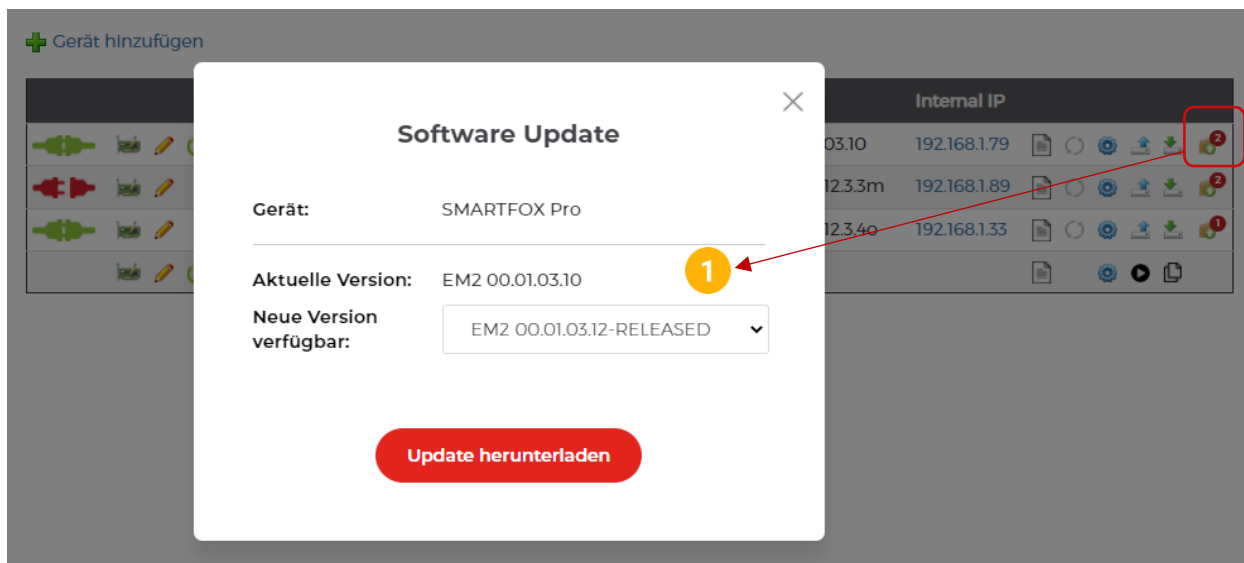 Gerät hinzufügen
Internal IP
Software Update
03.10 192.168.1.79 2
12.3.3m 192.168.1.89 2
Gerät: SMARTFOX Pro
12.3.4o 192.168.1.33 1
Aktuelle Version: EM2 00.01.03.10 1
Neue Version
verfügbar: EM2 00.01.03.12-RELEASED
Update herunterladen